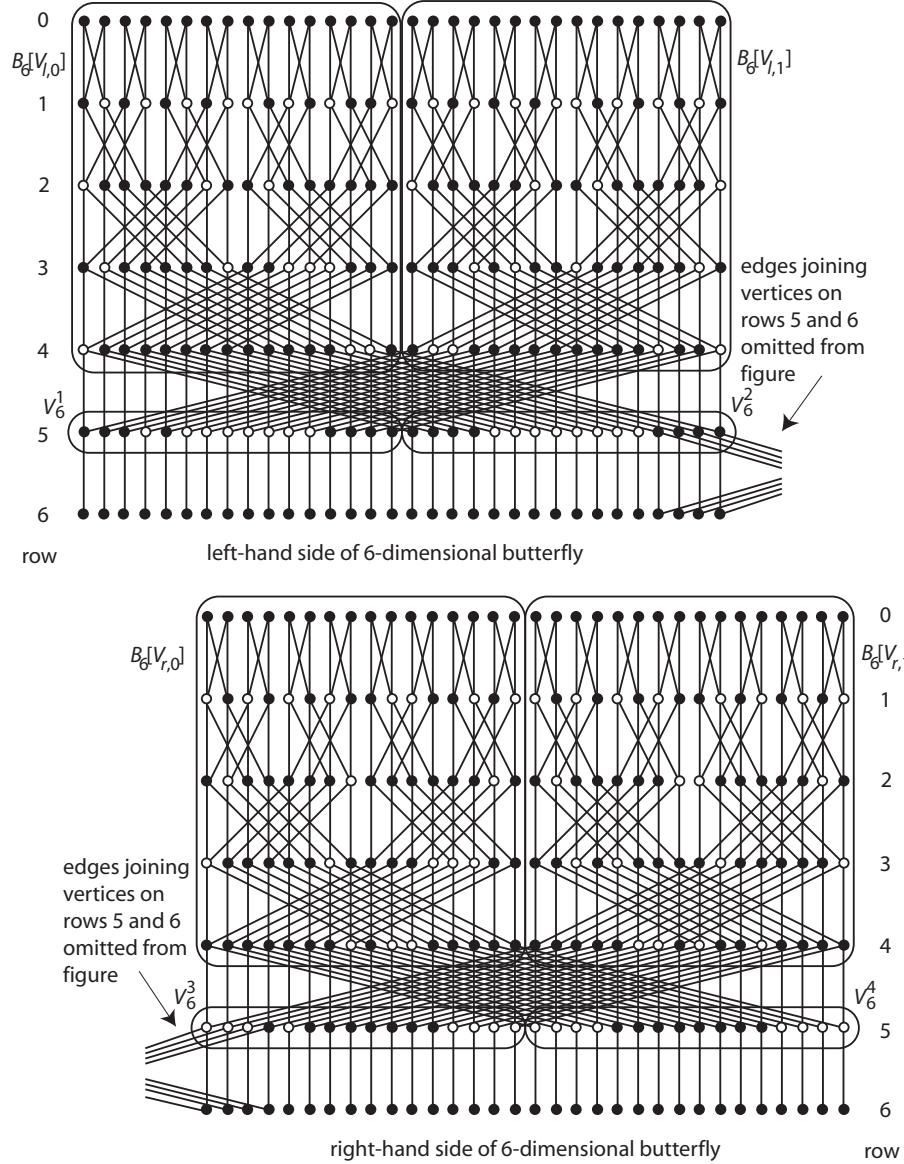 0
B6[Vl,0]
B6[Vl,1]
1
2
3
edges joining
vertices on
rows 5 and 6
omitted from
figure
4
V6^1
V6^2
5
6
row
left-hand side of 6-dimensional butterfly
0
B6[Vr,0]
B6[Vr,1
1
2
3
edges joining
vertices on
rows 5 and 6
omitted from
figure
4
V6^3
V6^4
5
6
right-hand side of 6-dimensional butterfly
row